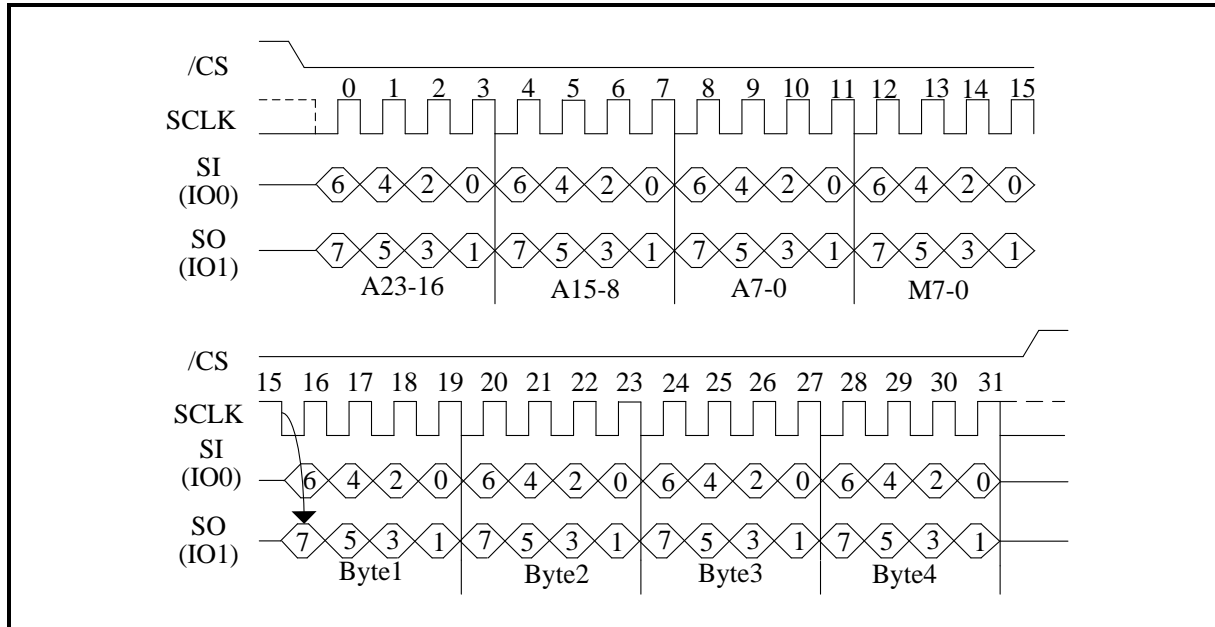 /CS
0 1 2 3 4 5 6 7 8 9 10 11 12 13 14 15
SCLK
SI
(IO0)
6 4 2 0 6 4 2 0 6 4 2 0 6 4 2 0
SO
(IO1)
7 5 3 1 7 5 3 1 7 5 3 1 7 5 3 1
A23-16 A15-8 A7-0 M7-0
/CS
15 16 17 18 19 20 21 22 23 24 25 26 27 28 29 30 31
SCLK
SI
(IO0)
6 4 2 0 6 4 2 0 6 4 2 0 6 4 2 0
SO
(IO1)
7 5 3 1 7 5 3 1 7 5 3 1 7 5 3 1
Byte1 Byte2 Byte3 Byte4